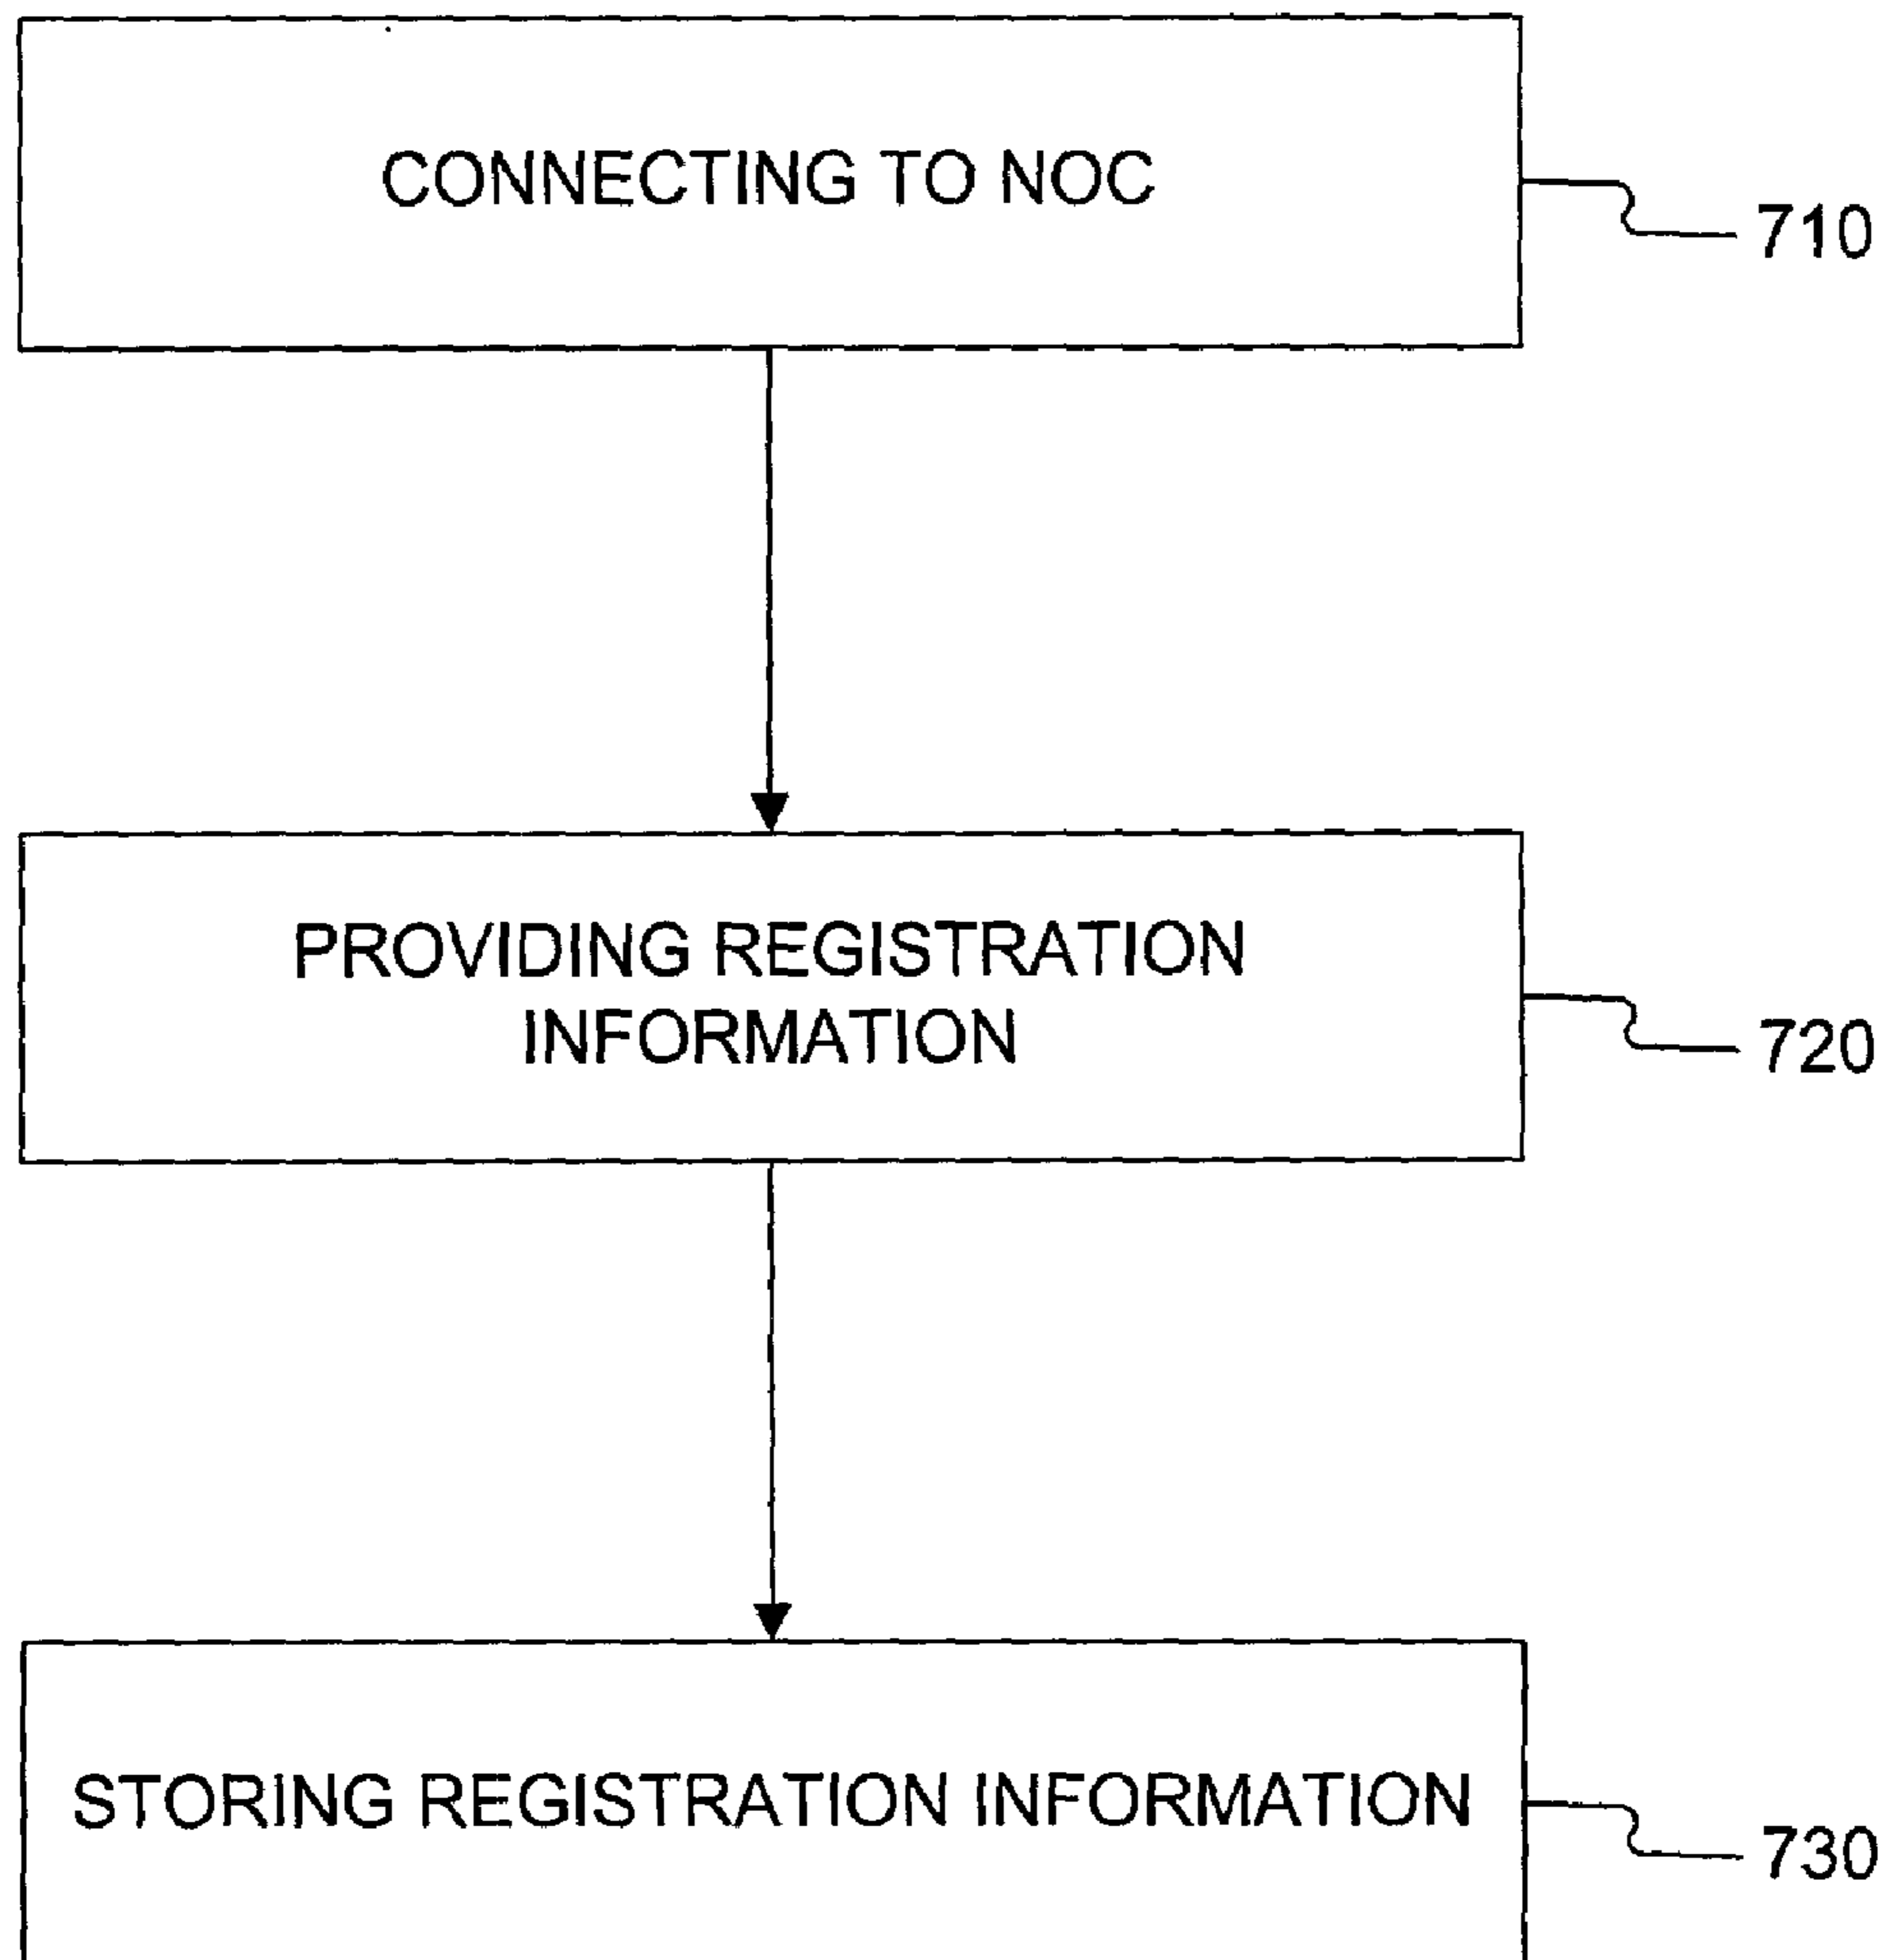 CONNECTING TO NOC
710
PROVIDING REGISTRATION
INFORMATION
720
STORING REGISTRATION INFORMATION
730